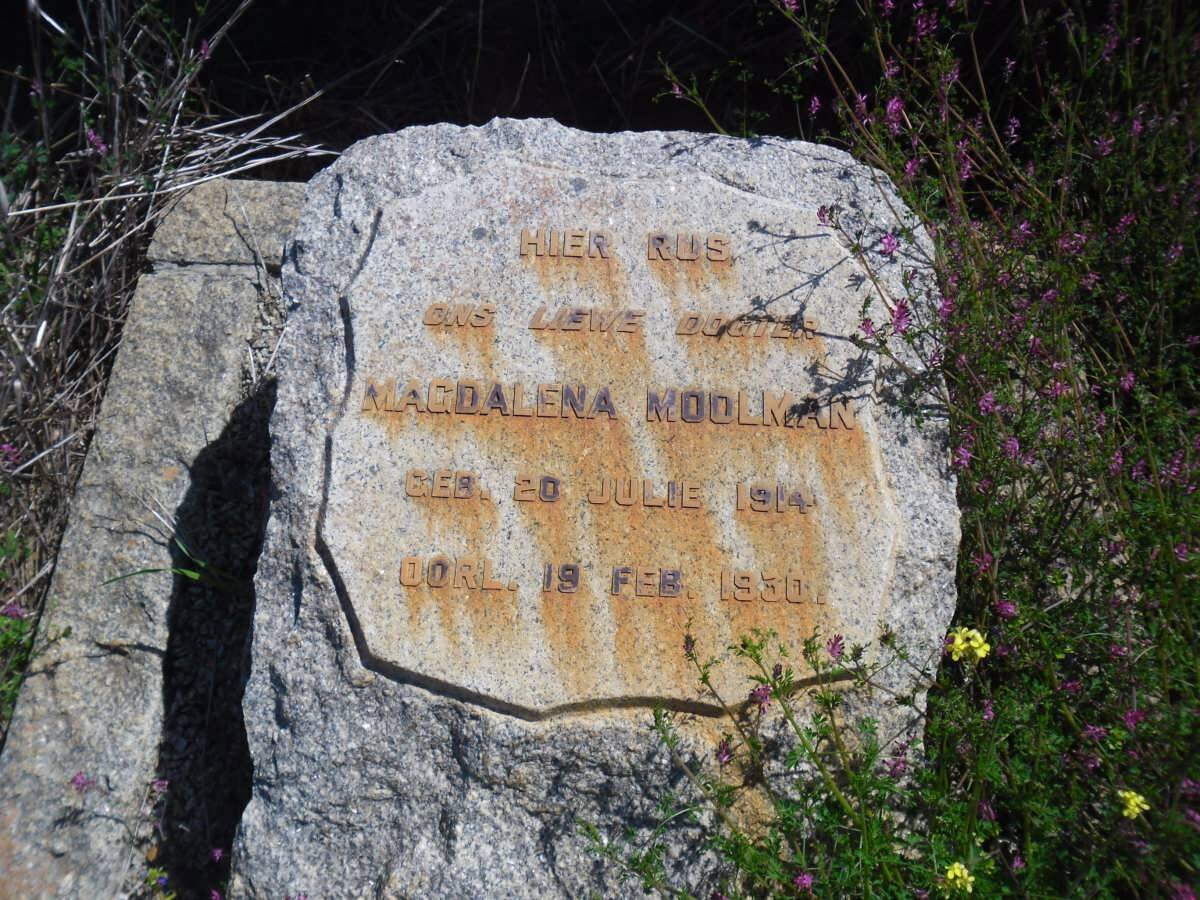 HIER RUS
ONS LIEWE DOGTER
MAGDALENA MOOLMAN
GEB. 20 JULIE 1914
OORL. 19 FEB. 1930.